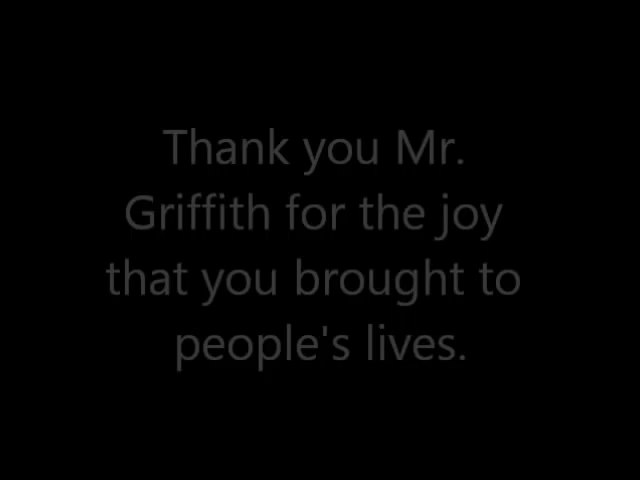 Thank you Mr.
Griffith for the joy
that you brought to
people's lives.